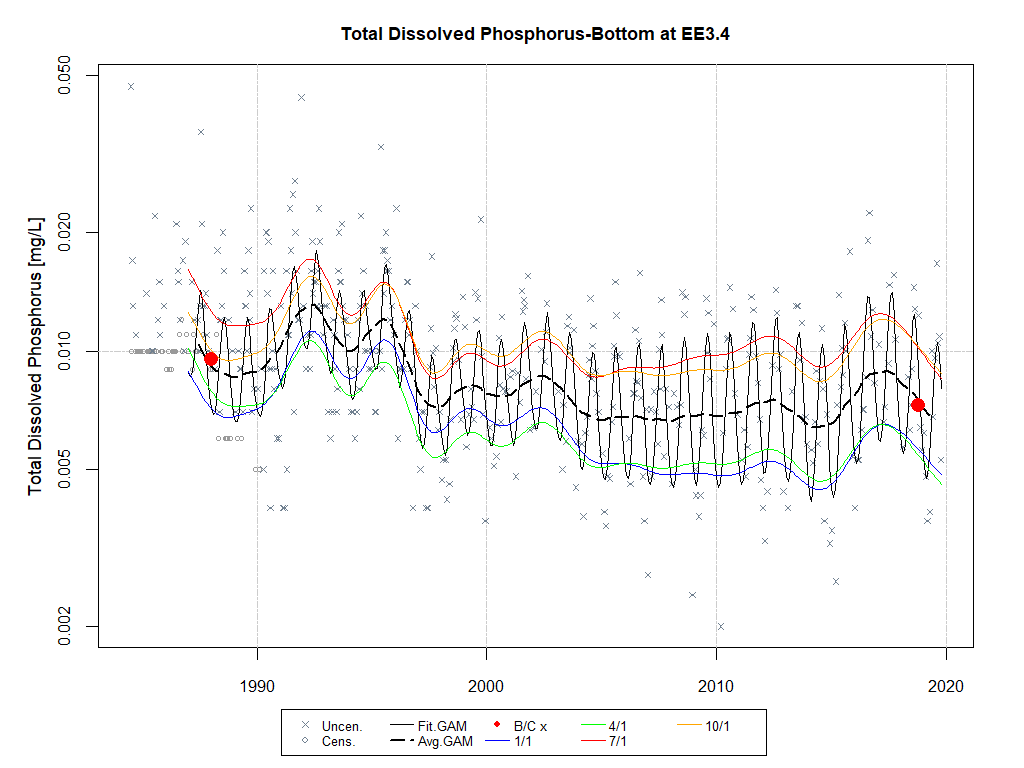 Total Dissolved Phosphorus-Bottom at EE3.4
Total Dissolved Phosphorus [mg/L]
0.050
0.020
0.010
0.005
0.002
1990 2000 2010 2020
Uncen. Fit.GAM B/C x 4/1 10/1
Cens. Avg.GAM 1/1 7/1